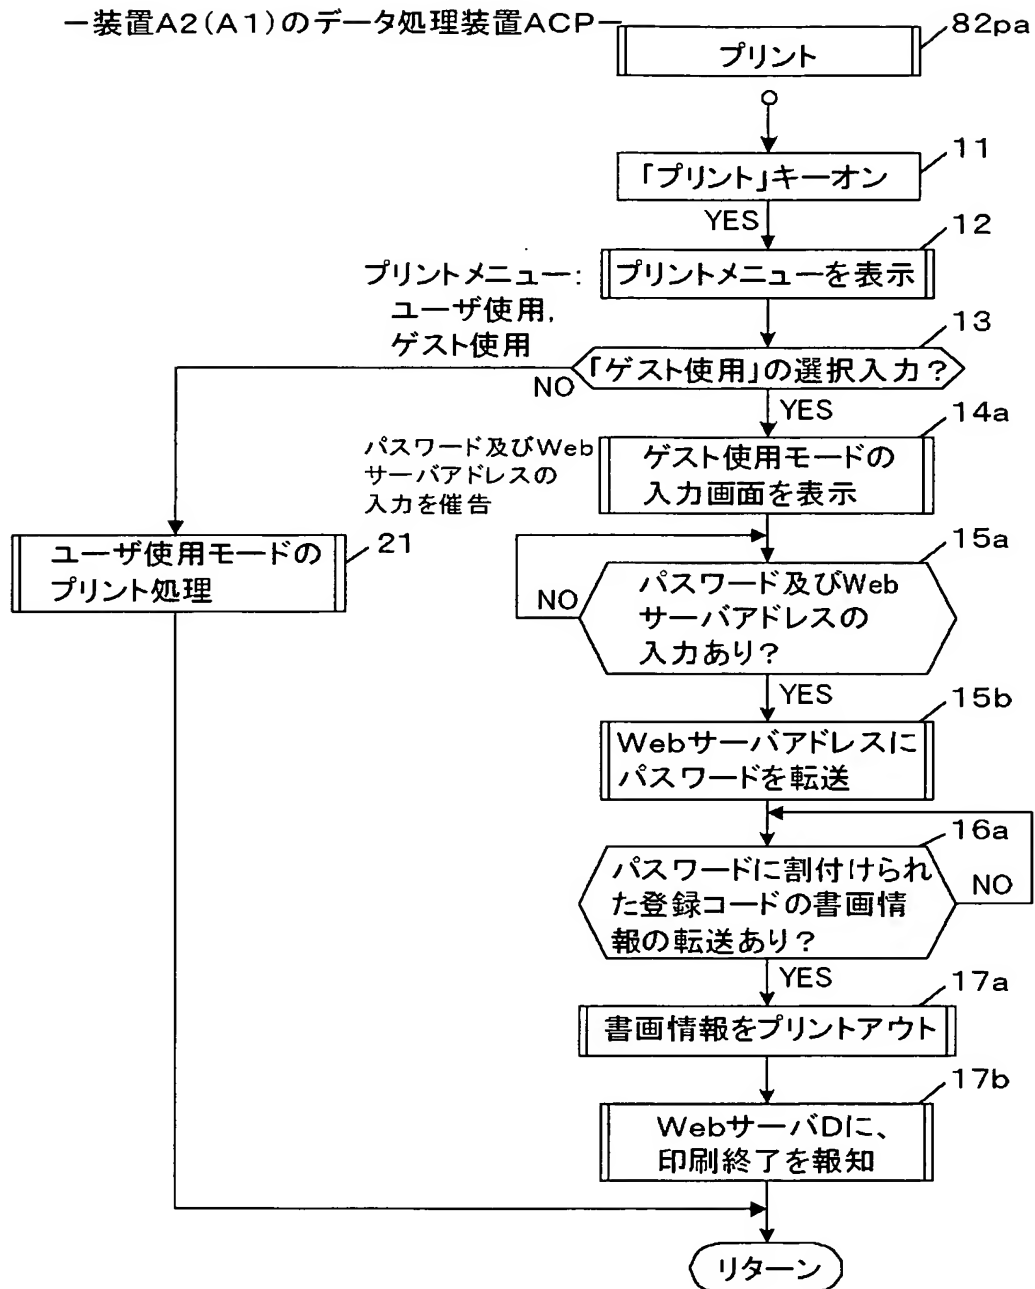 －装置A2(A1)のデータ処理装置ACP－
82pa
プリント
11
「プリント」キーオン
YES
12
プリントメニューを表示
プリントメニュー：
ユーザ使用，
ゲスト使用
13
「ゲスト使用」の選択入力？
NO
YES
14a
パスワード及びWeb
サーバアドレスの
入力を催告
ゲスト使用モードの
入力画面を表示
21
ユーザ使用モードの
プリント処理
15a
パスワード及びWeb
サーバアドレスの
入力あり？
NO
YES
15b
Webサーバアドレスに
パスワードを転送
16a
パスワードに割付けられ
た登録コードの書画情
報の転送あり？
NO
YES
17a
書画情報をプリントアウト
17b
WebサーバDに、
印刷終了を報知
リターン